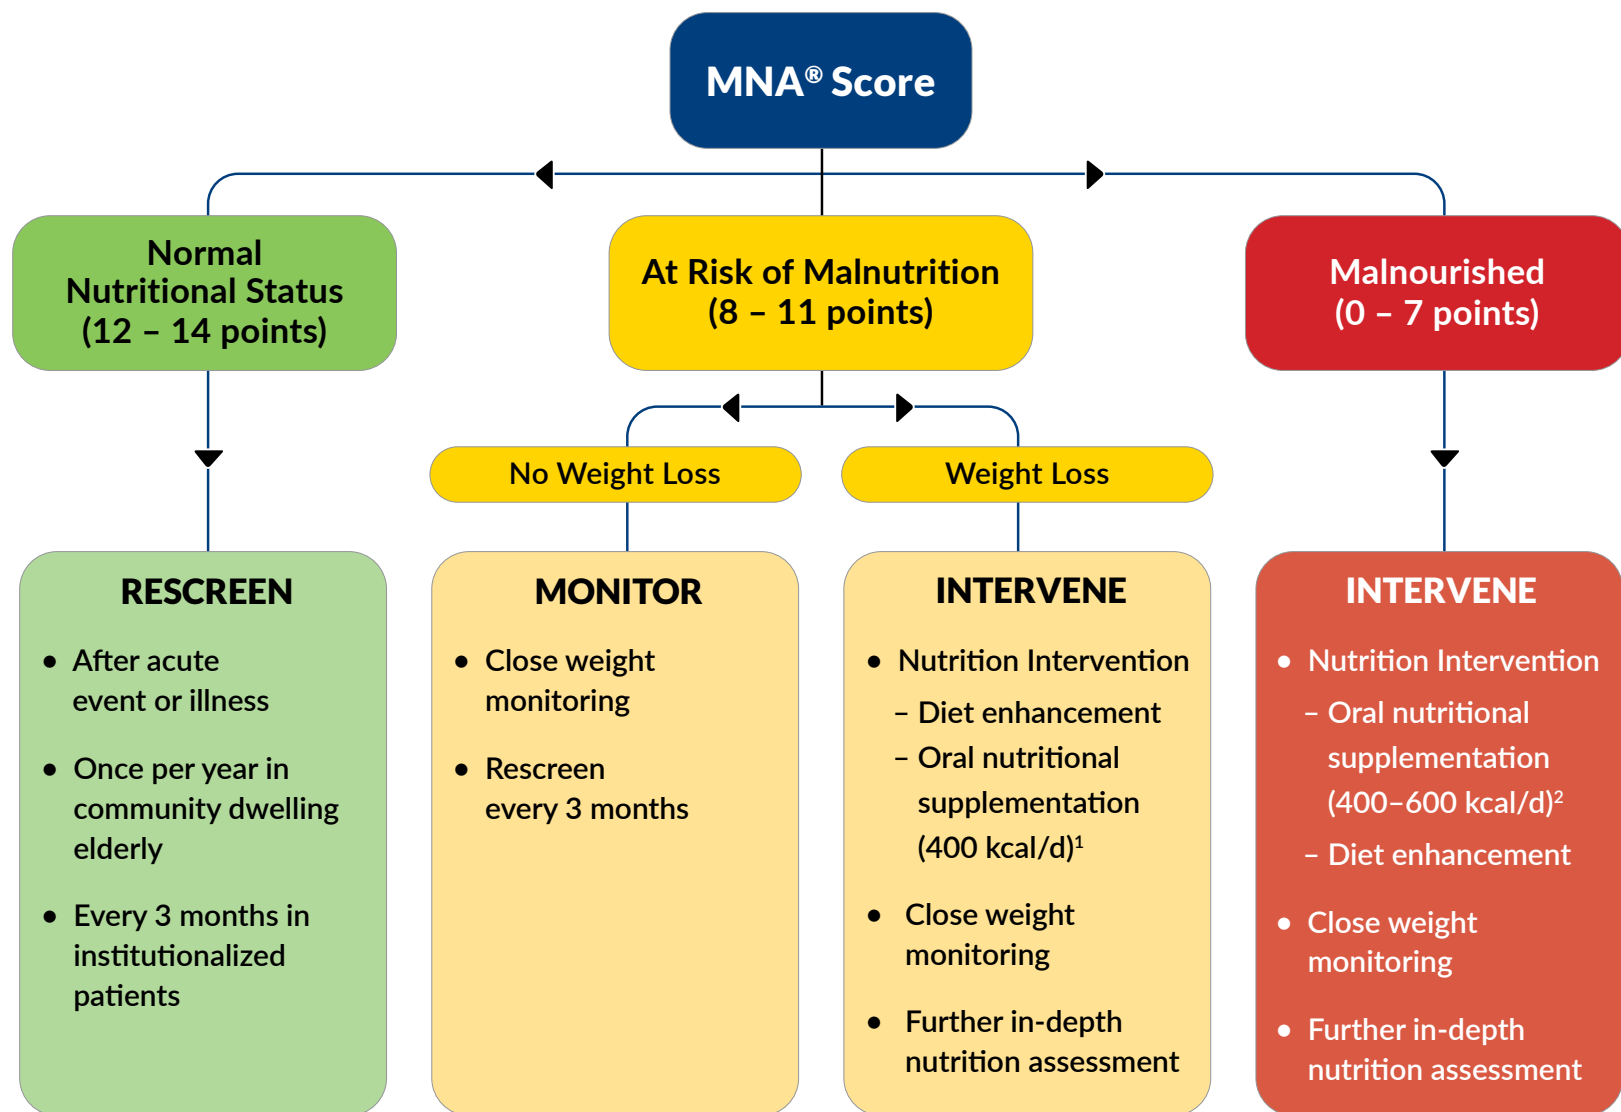 MNA® Score
Normal
Nutritional Status
(12 – 14 points)
At Risk of Malnutrition
(8 – 11 points)
Malnourished
(0 – 7 points)
No Weight Loss
Weight Loss
RESCREEN
• After acute
event or illness
• Once per year in
community dwelling
elderly
• Every 3 months in
institutionalized
patients
MONITOR
• Close weight
monitoring
• Rescreen
every 3 months
INTERVENE
• Nutrition Intervention
– Diet enhancement
– Oral nutritional
supplementation
(400 kcal/d)¹
• Close weight
monitoring
• Further in-depth
nutrition assessment
INTERVENE
• Nutrition Intervention
– Oral nutritional
supplementation
(400–600 kcal/d)²
– Diet enhancement
• Close weight
monitoring
• Further in-depth
nutrition assessment